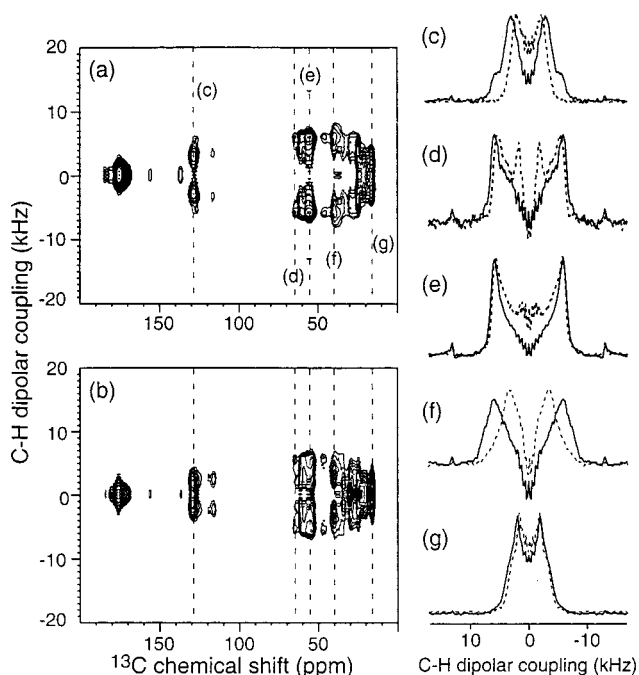 (a)
(c)
(e)
(d)
(f)
(g)
20
10
0
-10
-20
150
100
50
(b)
20
10
0
-10
-20
150
100
50
C-H dipolar coupling (kHz)
13C chemical shift (ppm)
(c)
(d)
(e)
(f)
(g)
10 0 -10
C-H dipolar coupling (kHz)